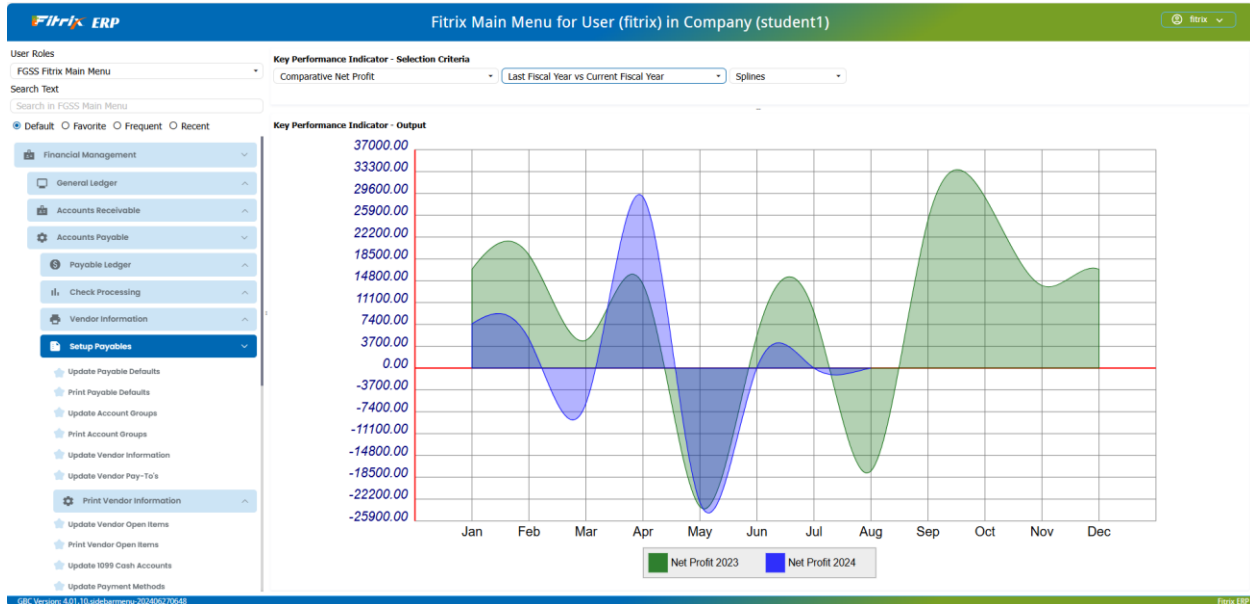 Fitrix ERP
Fitrix Main Menu for User (fitrix) in Company (student1)
fitrix
User Roles
FGSS Fitrix Main Menu
Search Text
Search in FGSS Main Menu
Default Favorite Frequent Recent
Financial Management
General Ledger
Accounts Receivable
Accounts Payable
Payable Ledger
Check Processing
Vendor Information
Setup Payables
Update Payable Defaults
Print Payable Defaults
Update Account Groups
Print Account Groups
Update Vendor Information
Update Vendor Pay-To's
Print Vendor Information
Update Vendor Open Items
Print Vendor Open Items
Update 1099 Cash Accounts
Update Payment Methods
Key Performance Indicator - Selection Criteria
Comparative Net Profit
Last Fiscal Year vs Current Fiscal Year
Splines
Key Performance Indicator - Output
37000.00
33300.00
29600.00
25900.00
22200.00
18500.00
14800.00
11100.00
7400.00
3700.00
0.00
-3700.00
-7400.00
-11100.00
-14800.00
-18500.00
-22200.00
-25900.00
Jan Feb Mar Apr May Jun Jul Aug Sep Oct Nov Dec
Net Profit 2023 Net Profit 2024
GBC Version: 4.01.10.sidebarmenu-202406270648
Fitrix ERP